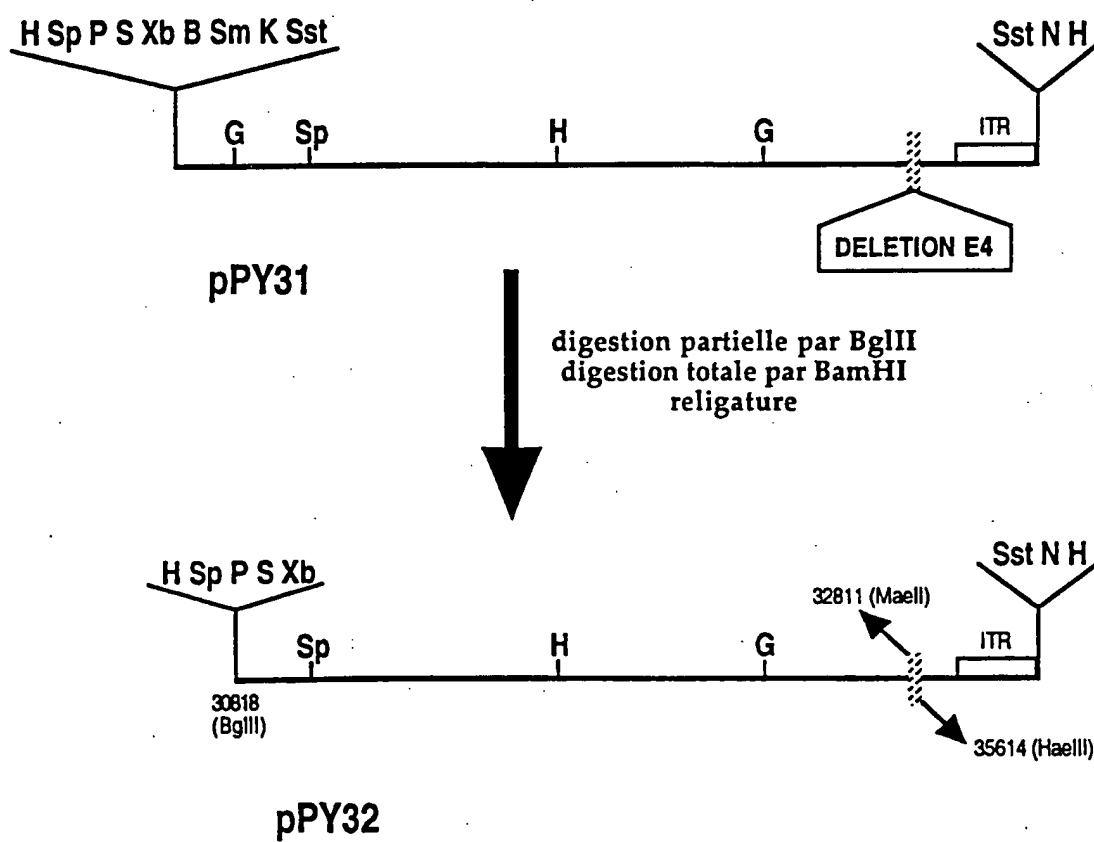 H Sp P S Xb B Sm K Sst
Sst N H
G
Sp
H
G
ITR
DELETION E4
pPY31
digestion partielle par BglII
digestion totale par BamHI
religature
H Sp P S Xb
Sst N H
32811 (MaeII)
Sp
H
G
ITR
30818
(BglII)
35614 (HaeIII)
pPY32